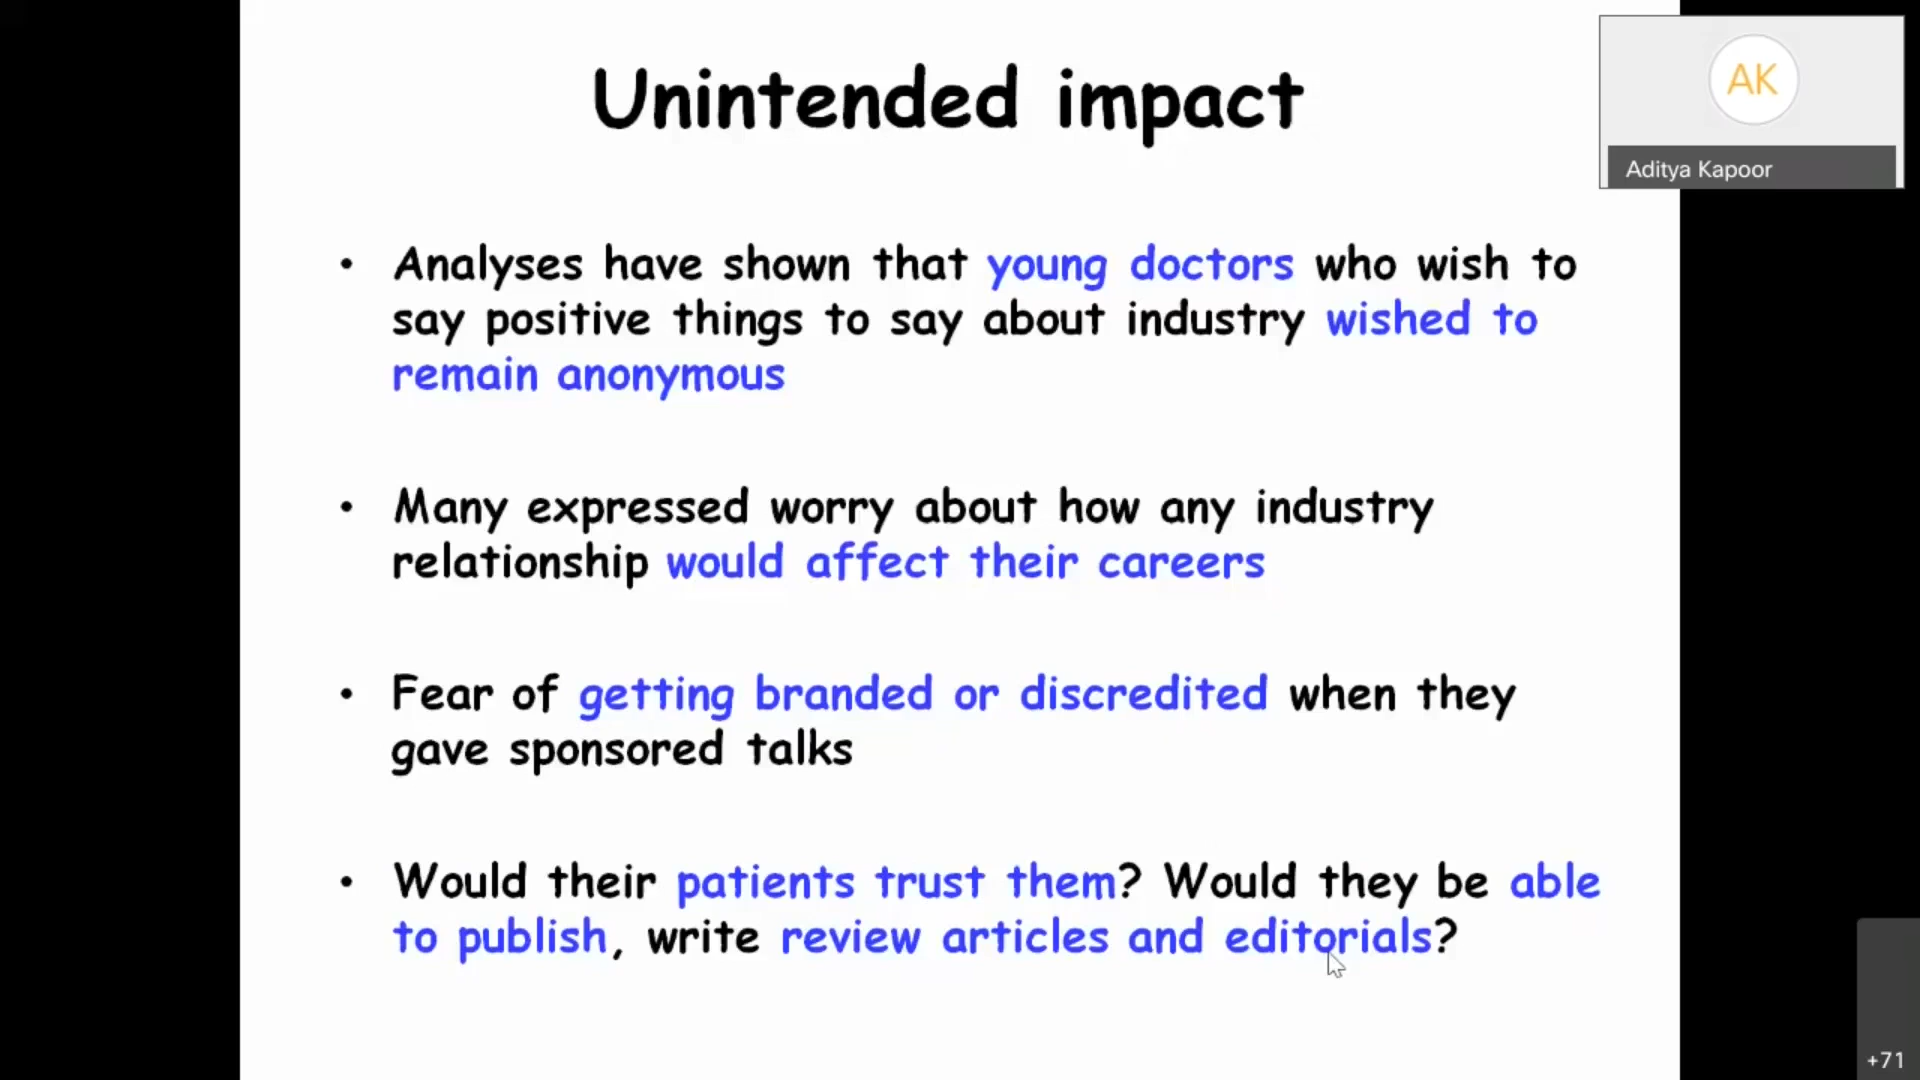 Unintended impact
AK
Aditya Kapoor
• Analyses have shown that young doctors who wish to
say positive things to say about industry wished to
remain anonymous
• Many expressed worry about how any industry
relationship would affect their careers
• Fear of getting branded or discredited when they
gave sponsored talks
• Would their patients trust them? Would they be able
to publish, write review articles and editorials?
+71